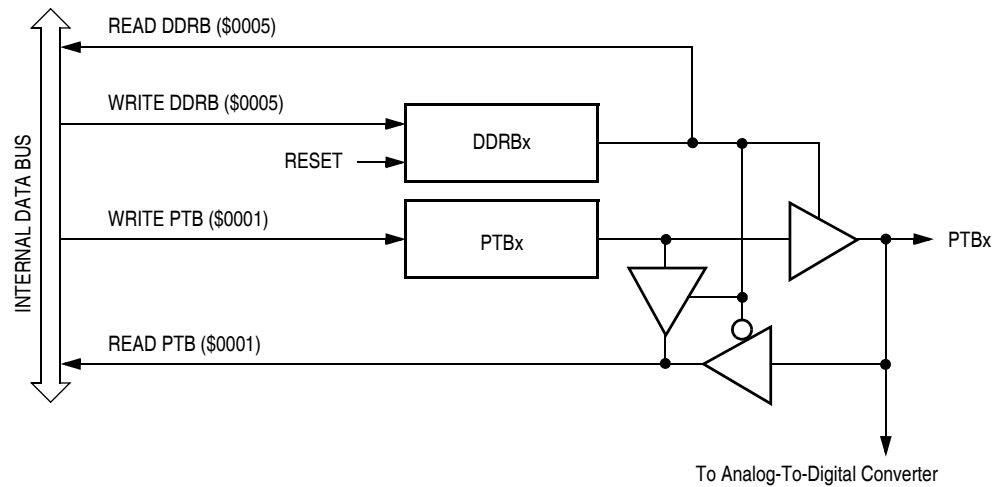 READ DDRB ($0005)
WRITE DDRB ($0005)
DDRBx
RESET
WRITE PTB ($0001)
PTBx
PTBx
INTERNAL DATA BUS
READ PTB ($0001)
To Analog-To-Digital Converter